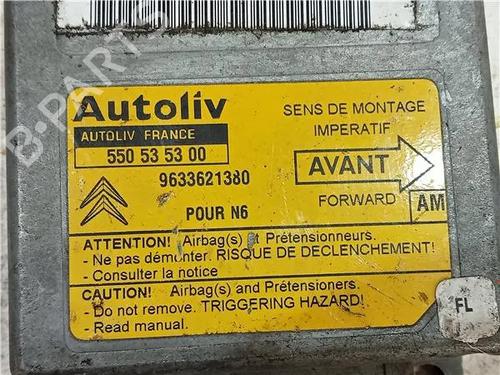 B-PARTS
Autoliv
AUTOLIV FRANCE
550 53 53 00
9633621380
POUR N6
SENS DE MONTAGE
IMPERATIF
AVANT
FORWARD
AM
ATTENTION! Airbag(s) et Prétensionneurs.
- Ne pas démonter. RISQUE DE DECLENCHEMENT!
- Consulter la notice
CAUTION! Airbag(s) and Pretensioners.
- Do not remove. TRIGGERING HAZARD!
- Read manual.
FL